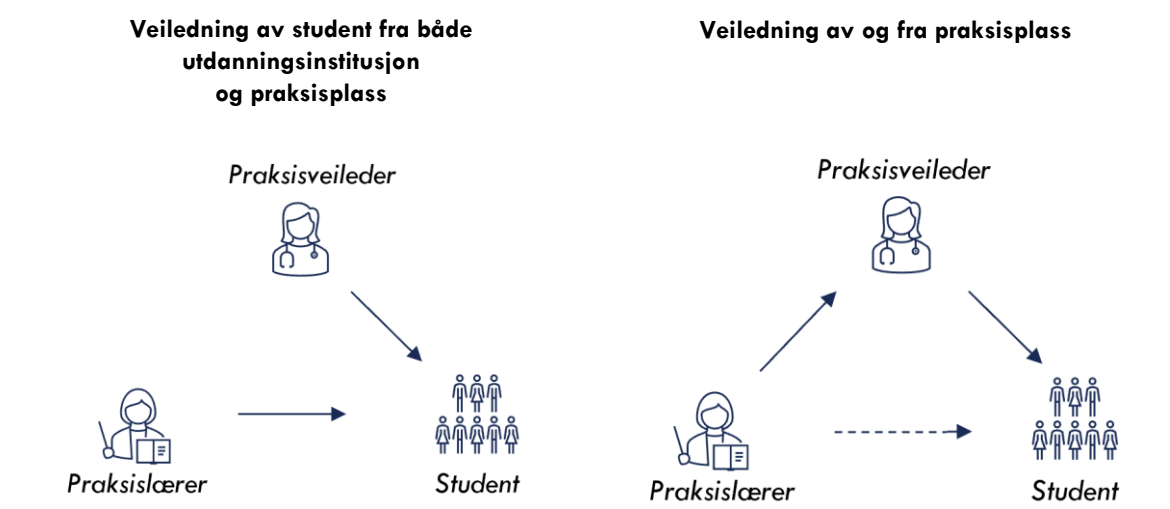 Veiledning av student fra både
utdanningsinstitusjon
og praksisplass
Praksisveileder
Praksislærer
Student
Veiledning av og fra praksisplass
Praksisveileder
Praksislærer
Student